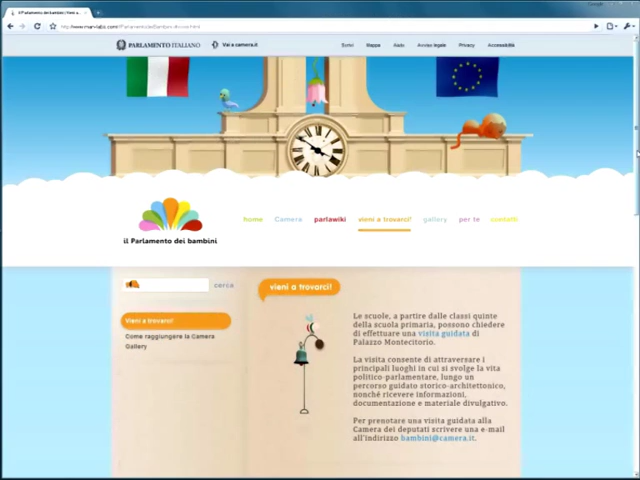 PARLAMENTO ITALIANO
Vai a camera.it
Scrivi Mappa Aiuto Avviso legale Privacy Accessibilità
il Parlamento dei bambini
home Camera parlawiki vieni a trovarci! gallery per te contatti
cerca
Vieni a trovarci!
Come raggiungere la Camera
Gallery
vieni a trovarci!
Le scuole, a partire dalle classi quinte
della scuola primaria, possono chiedere
di effettuare una visita guidata di
Palazzo Montecitorio.
La visita consente di attraversare i
principali luoghi in cui si svolge la vita
politico-parlamentare, lungo un
percorso guidato storico-architettonico,
nonché ricevere informazioni,
documentazione e materiale divulgativo.
Per prenotare una visita guidata alla
Camera dei deputati scrivere una e-mail
all'indirizzo bambini@camera.it.